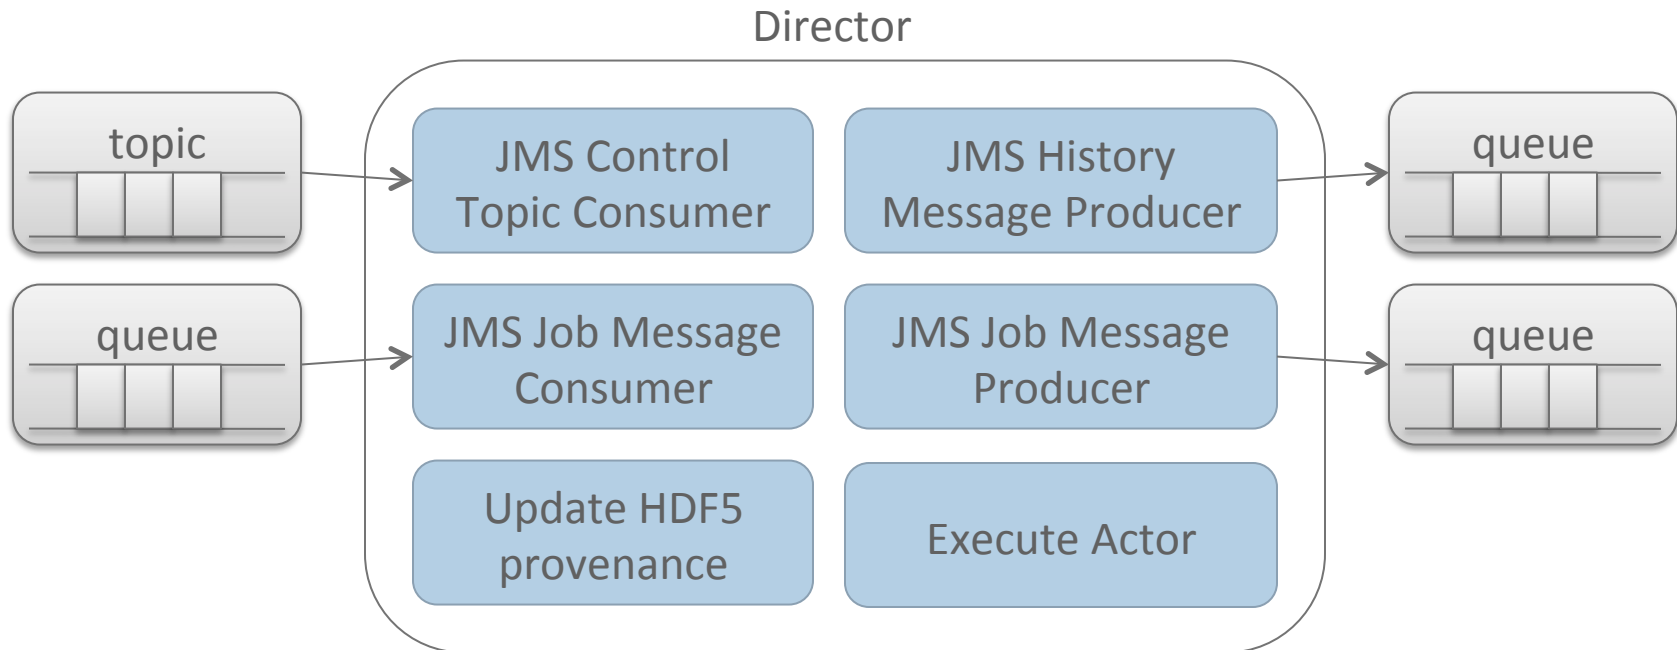 Director
topic
JMS Control
Topic Consumer
JMS History
Message Producer
queue
queue
JMS Job Message
Consumer
JMS Job Message
Producer
queue
Update HDF5
provenance
Execute Actor